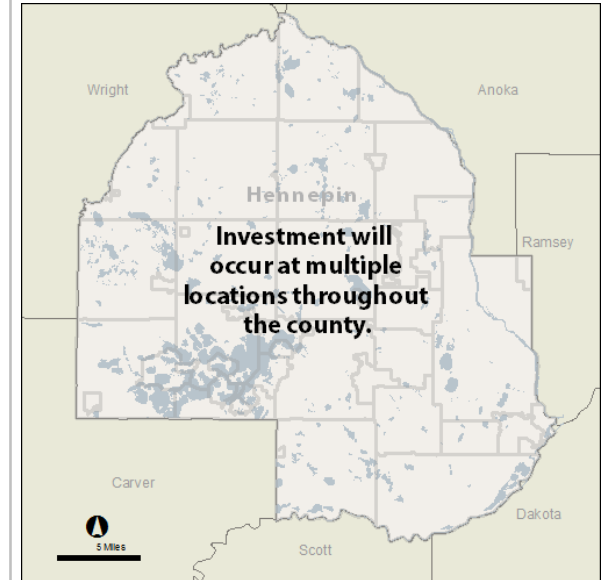 Wright
Anoka
Hennepin
Investment will
occur at multiple
locations throughout
the county.
Ramsey
Carver
5 Miles
Scott
Dakota